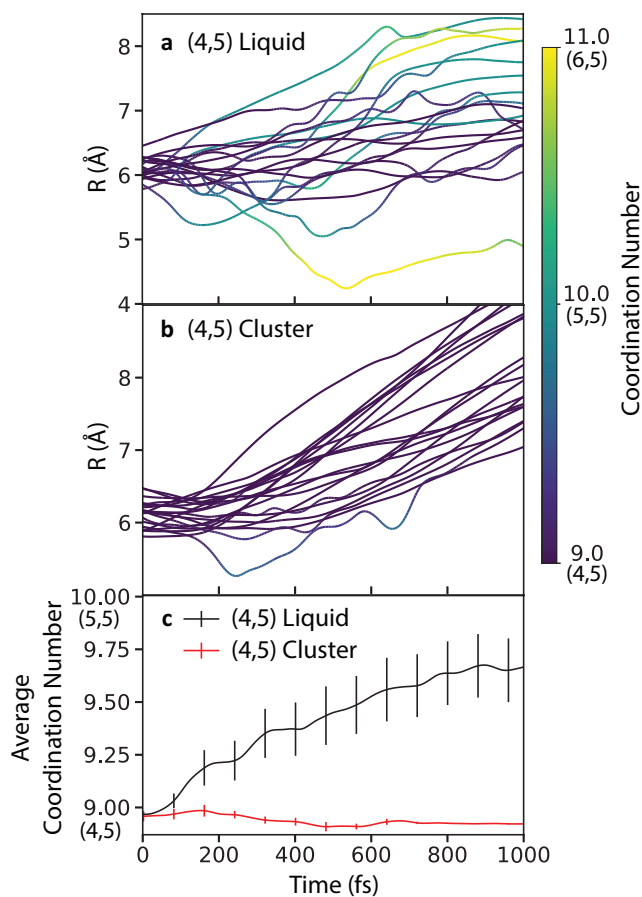 a (4,5) Liquid
8
7
6
5
4
R (Å)
b (4,5) Cluster
8
7
6
R (Å)
11.0
(6,5)
10.0
(5,5)
9.0
(4,5)
Coordination Number
c (4,5) Liquid
(4,5) Cluster
10.00
(5,5)
9.75
9.50
9.25
9.00
(4,5)
Average
Coordination Number
0 200 400 600 800 1000
Time (fs)